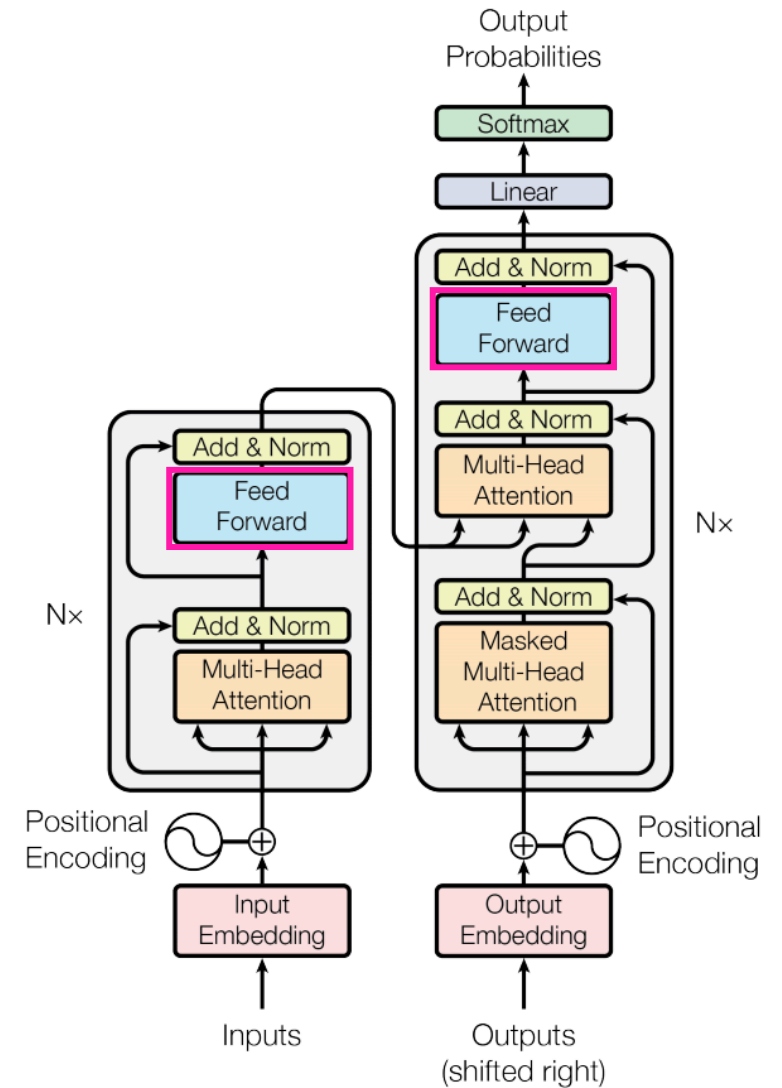 Output
Probabilities
Softmax
Linear
Add & Norm
Feed
Forward
Add & Norm
Multi-Head
Attention
Nx
Add & Norm
Masked
Multi-Head
Attention
Add & Norm
Feed
Forward
Nx
Add & Norm
Multi-Head
Attention
Positional
Encoding
Positional
Encoding
Input
Embedding
Output
Embedding
Inputs
Outputs
(shifted right)